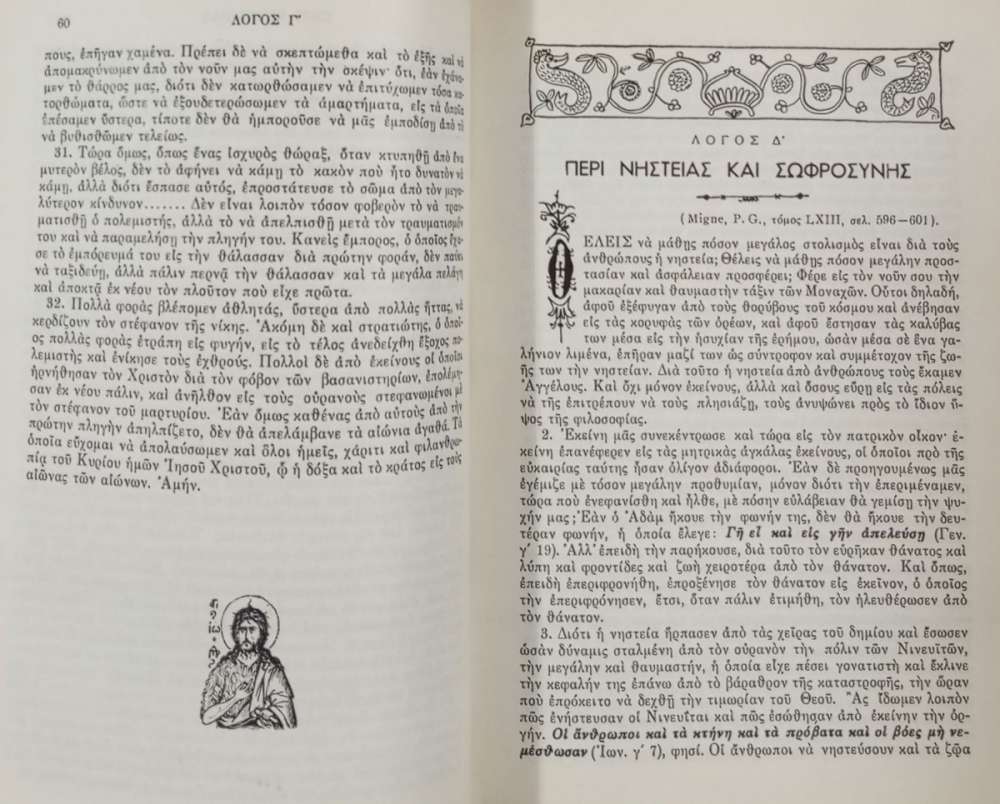 60
ΛΟΓΟΣ Γ'
πους, ἐπῆγαν χαμένα. Πρέπει δὲ νὰ σκεπτώμεθα καὶ τὸ ἑξῆς καὶ νὰ
ἀπομακρύνωμεν ἀπὸ τὸν νοῦν μας αὐτὴν τὴν σκέψιν· ὅτι, ἐὰν ἐχάνα-
μεν τὸ θάρρος μας, διότι δὲν κατωρθώσαμεν νὰ ἐπιτύχωμεν τόσα κα-
τορθώματα, ὥστε νὰ ἐξουδετερώσωμεν τὰ ἁμαρτήματα, εἰς τὰ ὁποῖα
ἐπέσαμεν ὕστερα, τίποτε δὲν θὰ ἠμποροῦσε νὰ μᾶς ἐμποδίσῃ ἀπὸ τὸ
νὰ βυθισθῶμεν τελείως.
31. Τώρα ὅμως, ὅπως ἕνας ἰσχυρὸς θώραξ, ὅταν κτυπηθῇ ἀπὸ ἕνα
μυτερὸν βέλος, δὲν τὸ ἀφήνει νὰ κάμῃ τὸ κακὸν ποὺ ἦτο δυνατὸν νὰ
κάμῃ, ἀλλὰ διότι ἔσπασε αὐτός, ἐπροστάτευσε τὸ σῶμα ἀπὸ τὸν μεγα-
λύτερον κίνδυνον....... Δὲν εἶναι λοιπὸν τόσον φοβερὸν τὸ νὰ τραυ-
ματισθῇ ὁ πολεμιστής, ἀλλὰ τὸ νὰ ἀπελπισθῇ μετὰ τὸν τραυματισμόν
του καὶ νὰ παραμελήσῃ τὴν πληγήν του. Κανεὶς ἔμπορος, ὁ ὁποῖος ἔχα-
σε τὸ ἐμπόρευμά του εἰς τὴν θάλασσαν διὰ πρώτην φοράν, δὲν παύει
νὰ ταξιδεύῃ, ἀλλὰ πάλιν περνᾷ τὴν θάλασσαν καὶ τὰ μεγάλα πελάγη
καὶ ἀποκτᾷ ἐκ νέου τὸν πλοῦτον ποὺ εἶχε πρῶτα.
32. Πολλὰ φορὰς βλέπομεν ἀθλητάς, ὕστερα ἀπὸ πολλὰς ἥττας, νὰ
κερδίζουν τὸν στέφανον τῆς νίκης. Ἀκόμη δὲ καὶ στρατιώτης, ὁ ὁποῖ-
ος πολλὰς φορὰς ἐτράπη εἰς φυγήν, εἰς τὸ τέλος ἀνεδείχθη ἔξοχος πο-
λεμιστὴς καὶ ἐνίκησε τοὺς ἐχθρούς. Πολλοὶ δὲ ἀπὸ ἐκείνους οἱ ὁποῖοι
ἠρνήθησαν τὸν Χριστὸν διὰ τὸν φόβον τῶν βασανιστηρίων, ἐπολέμη-
σαν ἐκ νέου πάλιν, καὶ ἀνῆλθον εἰς τοὺς οὐρανοὺς στεφανωμένοι μὲ
τὸν στέφανον τοῦ μαρτυρίου. Ἐὰν ὅμως καθένας ἀπὸ αὐτοὺς ἀπὸ τὴν
πρώτην πληγὴν ἀπηλπίζετο, δὲν θὰ ἀπελάμβανε τὰ αἰώνια ἀγαθά. Τὰ
ὁποῖα εὔχομαι νὰ ἀπολαύσωμεν καὶ ὅλοι ἡμεῖς, χάριτι καὶ φιλανθρω-
πίᾳ τοῦ Κυρίου ἡμῶν Ἰησοῦ Χριστοῦ, ᾧ ἡ δόξα καὶ τὸ κράτος εἰς τοὺς
αἰῶνας τῶν αἰώνων. Ἀμήν.
ΛΟΓΟΣ Δ'
ΠΕΡΙ ΝΗΣΤΕΙΑΣ ΚΑΙ ΣΩΦΡΟΣΥΝΗΣ
(Migne, P. G., τόμος LXIII, σελ. 596—601).
ΘΕΛΕΙΣ νὰ μάθῃς πόσον μεγάλος στολισμὸς εἶναι διὰ τοὺς
ἀνθρώπους ἡ νηστεία; Θέλεις νὰ μάθῃς πόσον μεγάλην προσ-
τασίαν καὶ ἀσφάλειαν προσφέρει; Φέρε εἰς τὸν νοῦν σου τὴν
μακαρίαν καὶ θαυμαστὴν τάξιν τῶν Μοναχῶν. Οὗτοι δηλαδή,
ἀφοῦ ἐξέφυγαν ἀπὸ τοὺς θορύβους τοῦ κόσμου καὶ ἀνέβησαν
εἰς τὰς κορυφὰς τῶν ὀρέων, καὶ ἀφοῦ ἔστησαν τὰς καλύβας
των μέσα εἰς τὴν ἡσυχίαν τῆς ἐρήμου, ὡσὰν μέσα σὲ ἕνα γα-
λήνιον λιμένα, ἐπῆραν μαζί των ὡς σύντροφον καὶ συμμέτοχον τῆς ζω-
ῆς των τὴν νηστείαν. Διὰ τοῦτο ἡ νηστεία ἀπὸ ἀνθρώπους τοὺς ἔκαμεν
Ἀγγέλους. Καὶ ὄχι μόνον ἐκείνους, ἀλλὰ καὶ ὅσους εὕρῃ εἰς τὰς πόλεις
νὰ τῆς ἐπιτρέπουν νὰ τοὺς πλησιάζῃ, τοὺς ἀνυψώνει πρὸς τὸ ἴδιον ὕ-
ψος τῆς φιλοσοφίας.
2. Ἐκείνη μᾶς συνεκέντρωσε καὶ τώρα εἰς τὸν πατρικὸν οἶκον· ἐ-
κείνη ἐπανέφερεν εἰς τὰς μητρικὰς ἀγκάλας ἐκείνους, οἱ ὁποῖοι πρὸ τῆς
εὐκαιρίας ταύτης ἦσαν ὀλίγον ἀδιάφοροι. Ἐὰν δὲ προηγουμένως μᾶς
ἐγέμιζε μὲ τόσον μεγάλην προθυμίαν, μόνον διότι τὴν ἐπεριμέναμεν,
τώρα ποὺ ἐνεφανίσθη καὶ ἦλθε, μὲ πόσην εὐλάβειαν θὰ γεμίσῃ τὴν ψυ-
χήν μας; Ἐὰν ὁ Ἀδὰμ ἤκουε τὴν φωνήν της, δὲν θὰ ἤκουε τὴν δευ-
τέραν φωνήν, ἡ ὁποία ἔλεγε: Γῆ εἶ καὶ εἰς γῆν ἀπελεύσῃ (Γεν.
γ' 19). Ἀλλ' ἐπειδὴ τὴν παρήκουσε, διὰ τοῦτο τὸν εὑρῆκαν θάνατος καὶ
λύπη καὶ φροντίδες καὶ ζωὴ χειροτέρα ἀπὸ τὸν θάνατον. Καὶ ὅπως,
ἐπειδὴ ἐπεριφρονήθη, ἐπροξένησε τὸν θάνατον εἰς ἐκεῖνον, ὁ ὁποῖος
τὴν ἐπεριφρόνησεν, ἔτσι, ὅταν πάλιν ἐτιμήθη, τὸν ἠλευθέρωσεν ἀπὸ
τὸν θάνατον.
3. Διότι ἡ νηστεία ἥρπασεν ἀπὸ τὰς χεῖρας τοῦ δημίου καὶ ἔσωσεν
ὡσὰν δύναμις σταλμένη ἀπὸ τὸν οὐρανὸν τὴν πόλιν τῶν Νινευϊτῶν,
τὴν μεγάλην καὶ θαυμαστήν, ἡ ὁποία εἶχε πέσει γονατιστὴ καὶ ἔκλινε
τὴν κεφαλήν της ἐπάνω ἀπὸ τὸ βάραθρον τῆς καταστροφῆς, τὴν ὥραν
ποὺ ἐπρόκειτο νὰ δεχθῇ τὴν τιμωρίαν τοῦ Θεοῦ. Ἂς ἴδωμεν λοιπὸν
πῶς ἐνήστευσαν οἱ Νινευῖται καὶ πῶς ἐσώθησαν ἀπὸ ἐκείνην τὴν ὀρ-
γήν. Οἱ ἄνθρωποι καὶ τὰ κτήνη καὶ τὰ πρόβατα καὶ οἱ βόες μὴ νε-
μέσθωσαν (Ἰων. γ' 7), φησί. Οἱ ἄνθρωποι νὰ νηστεύσουν καὶ τὰ ζῷα